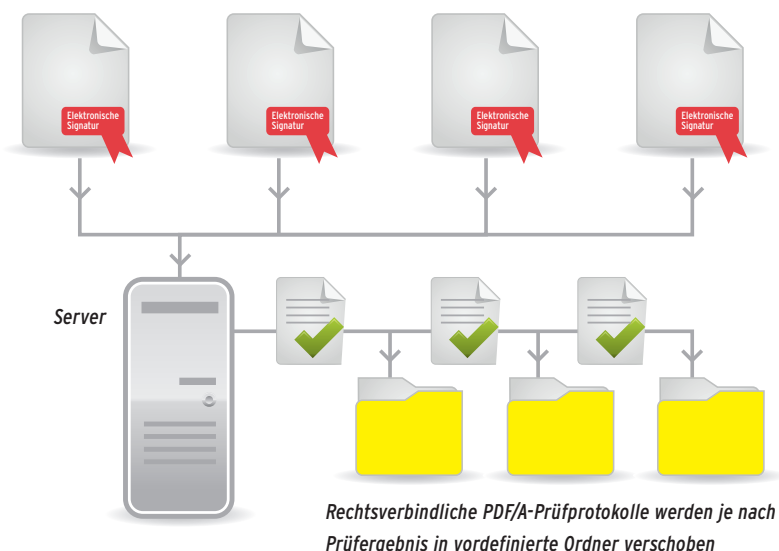 Elektronische
Signatur
Elektronische
Signatur
Elektronische
Signatur
Elektronische
Signatur
Server
Rechtsverbindliche PDF/A-Prüfprotokolle werden je nach
Prüfergebnis in vordefinierte Ordner verschoben